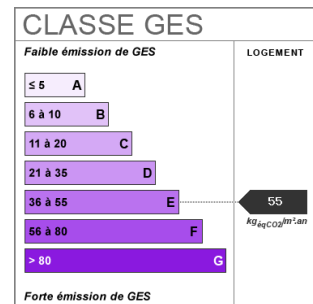 CLASSE GES
Faible émission de GES
LOGEMENT
≤ 5 A
6 à 10 B
11 à 20 C
21 à 35 D
36 à 55 E
55
kgéqCO2/m².an
56 à 80 F
> 80 G
Forte émission de GES